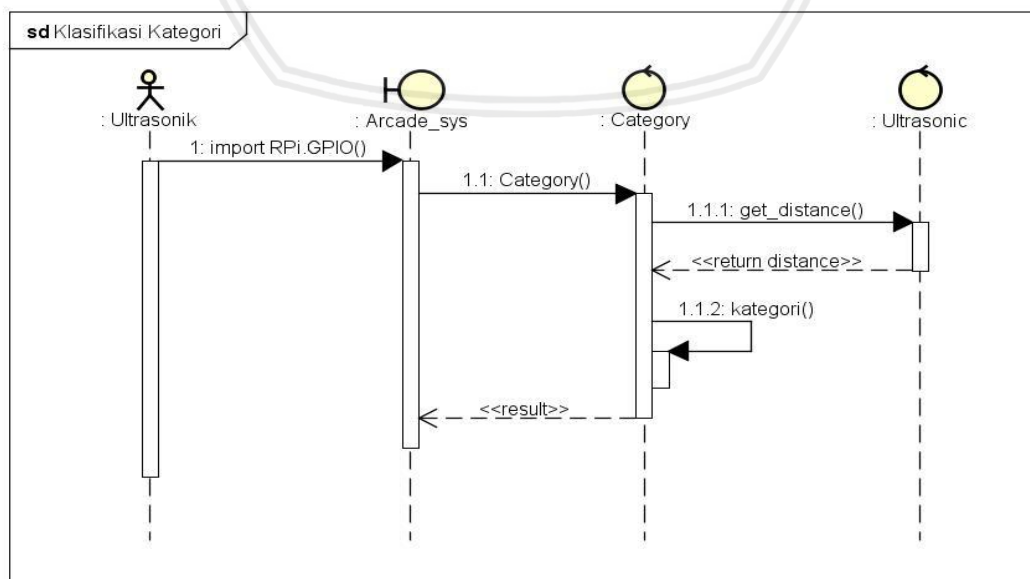 sd Klasifikasi Kategori
: Ultrasonik
: Arcade_sys
: Category
: Ultrasonic
1: import RPi.GPIO()
1.1: Category()
1.1.1: get_distance()
<<return distance>>
1.1.2: kategori()
<<result>>